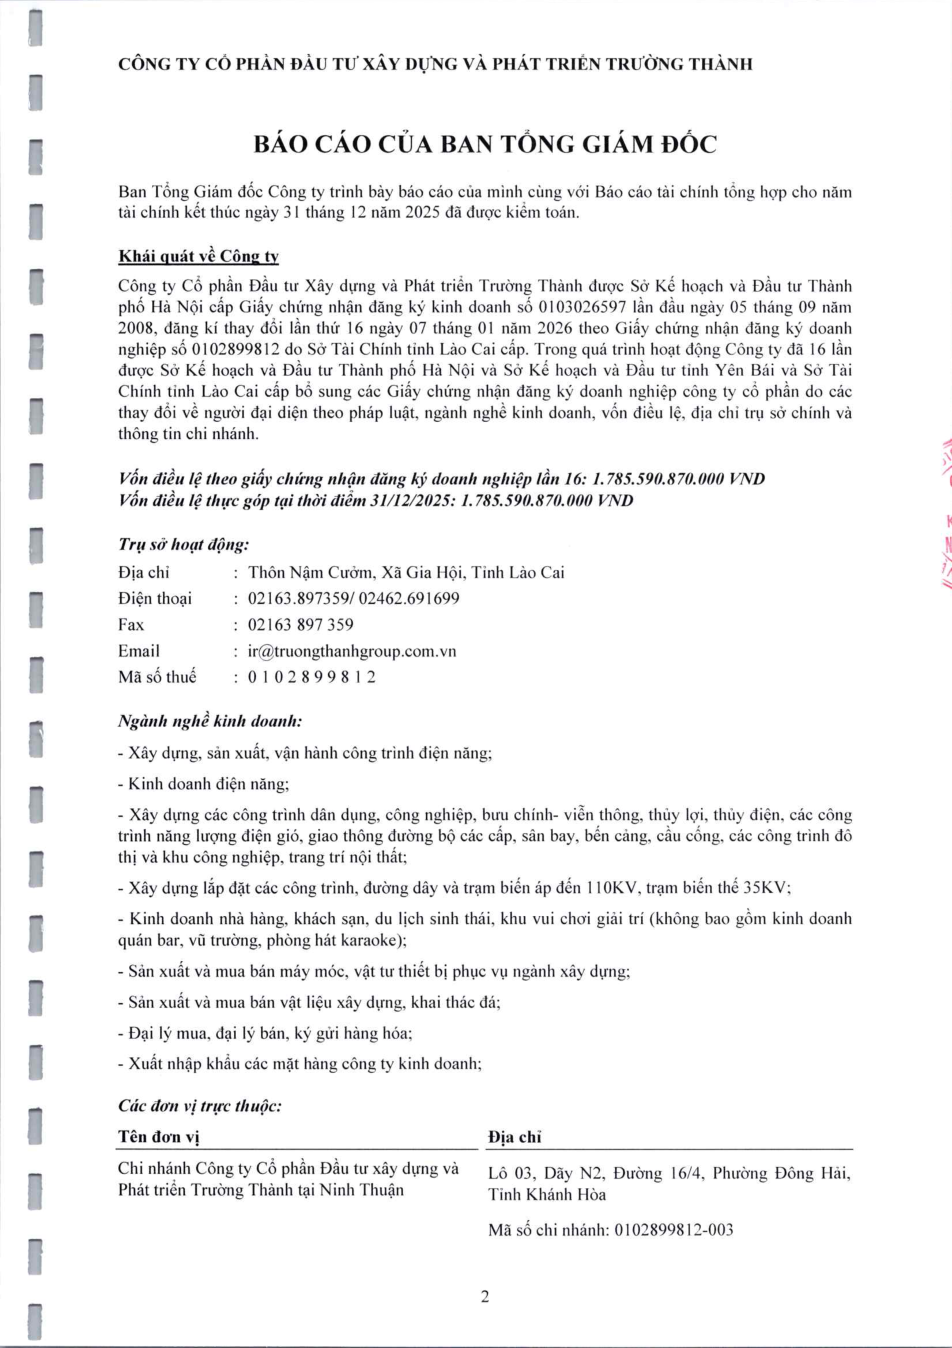 CÔNG TY CỔ PHẦN ĐẦU TƯ XÂY DỰNG VÀ PHÁT TRIỂN TRƯỜNG THÀNH
BÁO CÁO CỦA BAN TỔNG GIÁM ĐỐC
Ban Tổng Giám đốc Công ty trình bày báo cáo của mình cùng với Báo cáo tài chính tổng hợp cho năm
tài chính kết thúc ngày 31 tháng 12 năm 2025 đã được kiểm toán.
Khái quát về Công ty
Công ty Cổ phần Đầu tư Xây dựng và Phát triển Trường Thành được Sở Kế hoạch và Đầu tư Thành
phố Hà Nội cấp Giấy chứng nhận đăng ký kinh doanh số 0103026597 lần đầu ngày 05 tháng 09 năm
2008, đăng kí thay đổi lần thứ 16 ngày 07 tháng 01 năm 2026 theo Giấy chứng nhận đăng ký doanh
nghiệp số 0102899812 do Sở Tài Chính tỉnh Lào Cai cấp. Trong quá trình hoạt động Công ty đã 16 lần
được Sở Kế hoạch và Đầu tư Thành phố Hà Nội và Sở Kế hoạch và Đầu tư tỉnh Yên Bái và Sở Tài
Chính tỉnh Lào Cai cấp bổ sung các Giấy chứng nhận đăng ký doanh nghiệp công ty cổ phần do các
thay đổi về người đại diện theo pháp luật, ngành nghề kinh doanh, vốn điều lệ, địa chỉ trụ sở chính và
thông tin chi nhánh.
Vốn điều lệ theo giấy chứng nhận đăng ký doanh nghiệp lần 16: 1.785.590.870.000 VND
Vốn điều lệ thực góp tại thời điểm 31/12/2025: 1.785.590.870.000 VND
Trụ sở hoạt động:
Địa chỉ : Thôn Nậm Cưởm, Xã Gia Hội, Tỉnh Lào Cai
Điện thoại : 02163.897359/ 02462.691699
Fax : 02163 897 359
Email : ir@truongthanhgroup.com.vn
Mã số thuế : 0 1 0 2 8 9 9 8 1 2
Ngành nghề kinh doanh:
- Xây dựng, sản xuất, vận hành công trình điện năng;
- Kinh doanh điện năng;
- Xây dựng các công trình dân dụng, công nghiệp, bưu chính- viễn thông, thủy lợi, thủy điện, các công
trình năng lượng điện gió, giao thông đường bộ các cấp, sân bay, bến cảng, cầu cống, các công trình đô
thị và khu công nghiệp, trang trí nội thất;
- Xây dựng lắp đặt các công trình, đường dây và trạm biến áp đến 110KV, trạm biến thế 35KV;
- Kinh doanh nhà hàng, khách sạn, du lịch sinh thái, khu vui chơi giải trí (không bao gồm kinh doanh
quán bar, vũ trường, phòng hát karaoke);
- Sản xuất và mua bán máy móc, vật tư thiết bị phục vụ ngành xây dựng;
- Sản xuất và mua bán vật liệu xây dựng, khai thác đá;
- Đại lý mua, đại lý bán, ký gửi hàng hóa;
- Xuất nhập khẩu các mặt hàng công ty kinh doanh;
Các đơn vị trực thuộc:
Tên đơn vị Địa chỉ
Chi nhánh Công ty Cổ phần Đầu tư xây dựng và
Phát triển Trường Thành tại Ninh Thuận
Lô 03, Dãy N2, Đường 16/4, Phường Đông Hải,
Tỉnh Khánh Hòa
Mã số chi nhánh: 0102899812-003
2